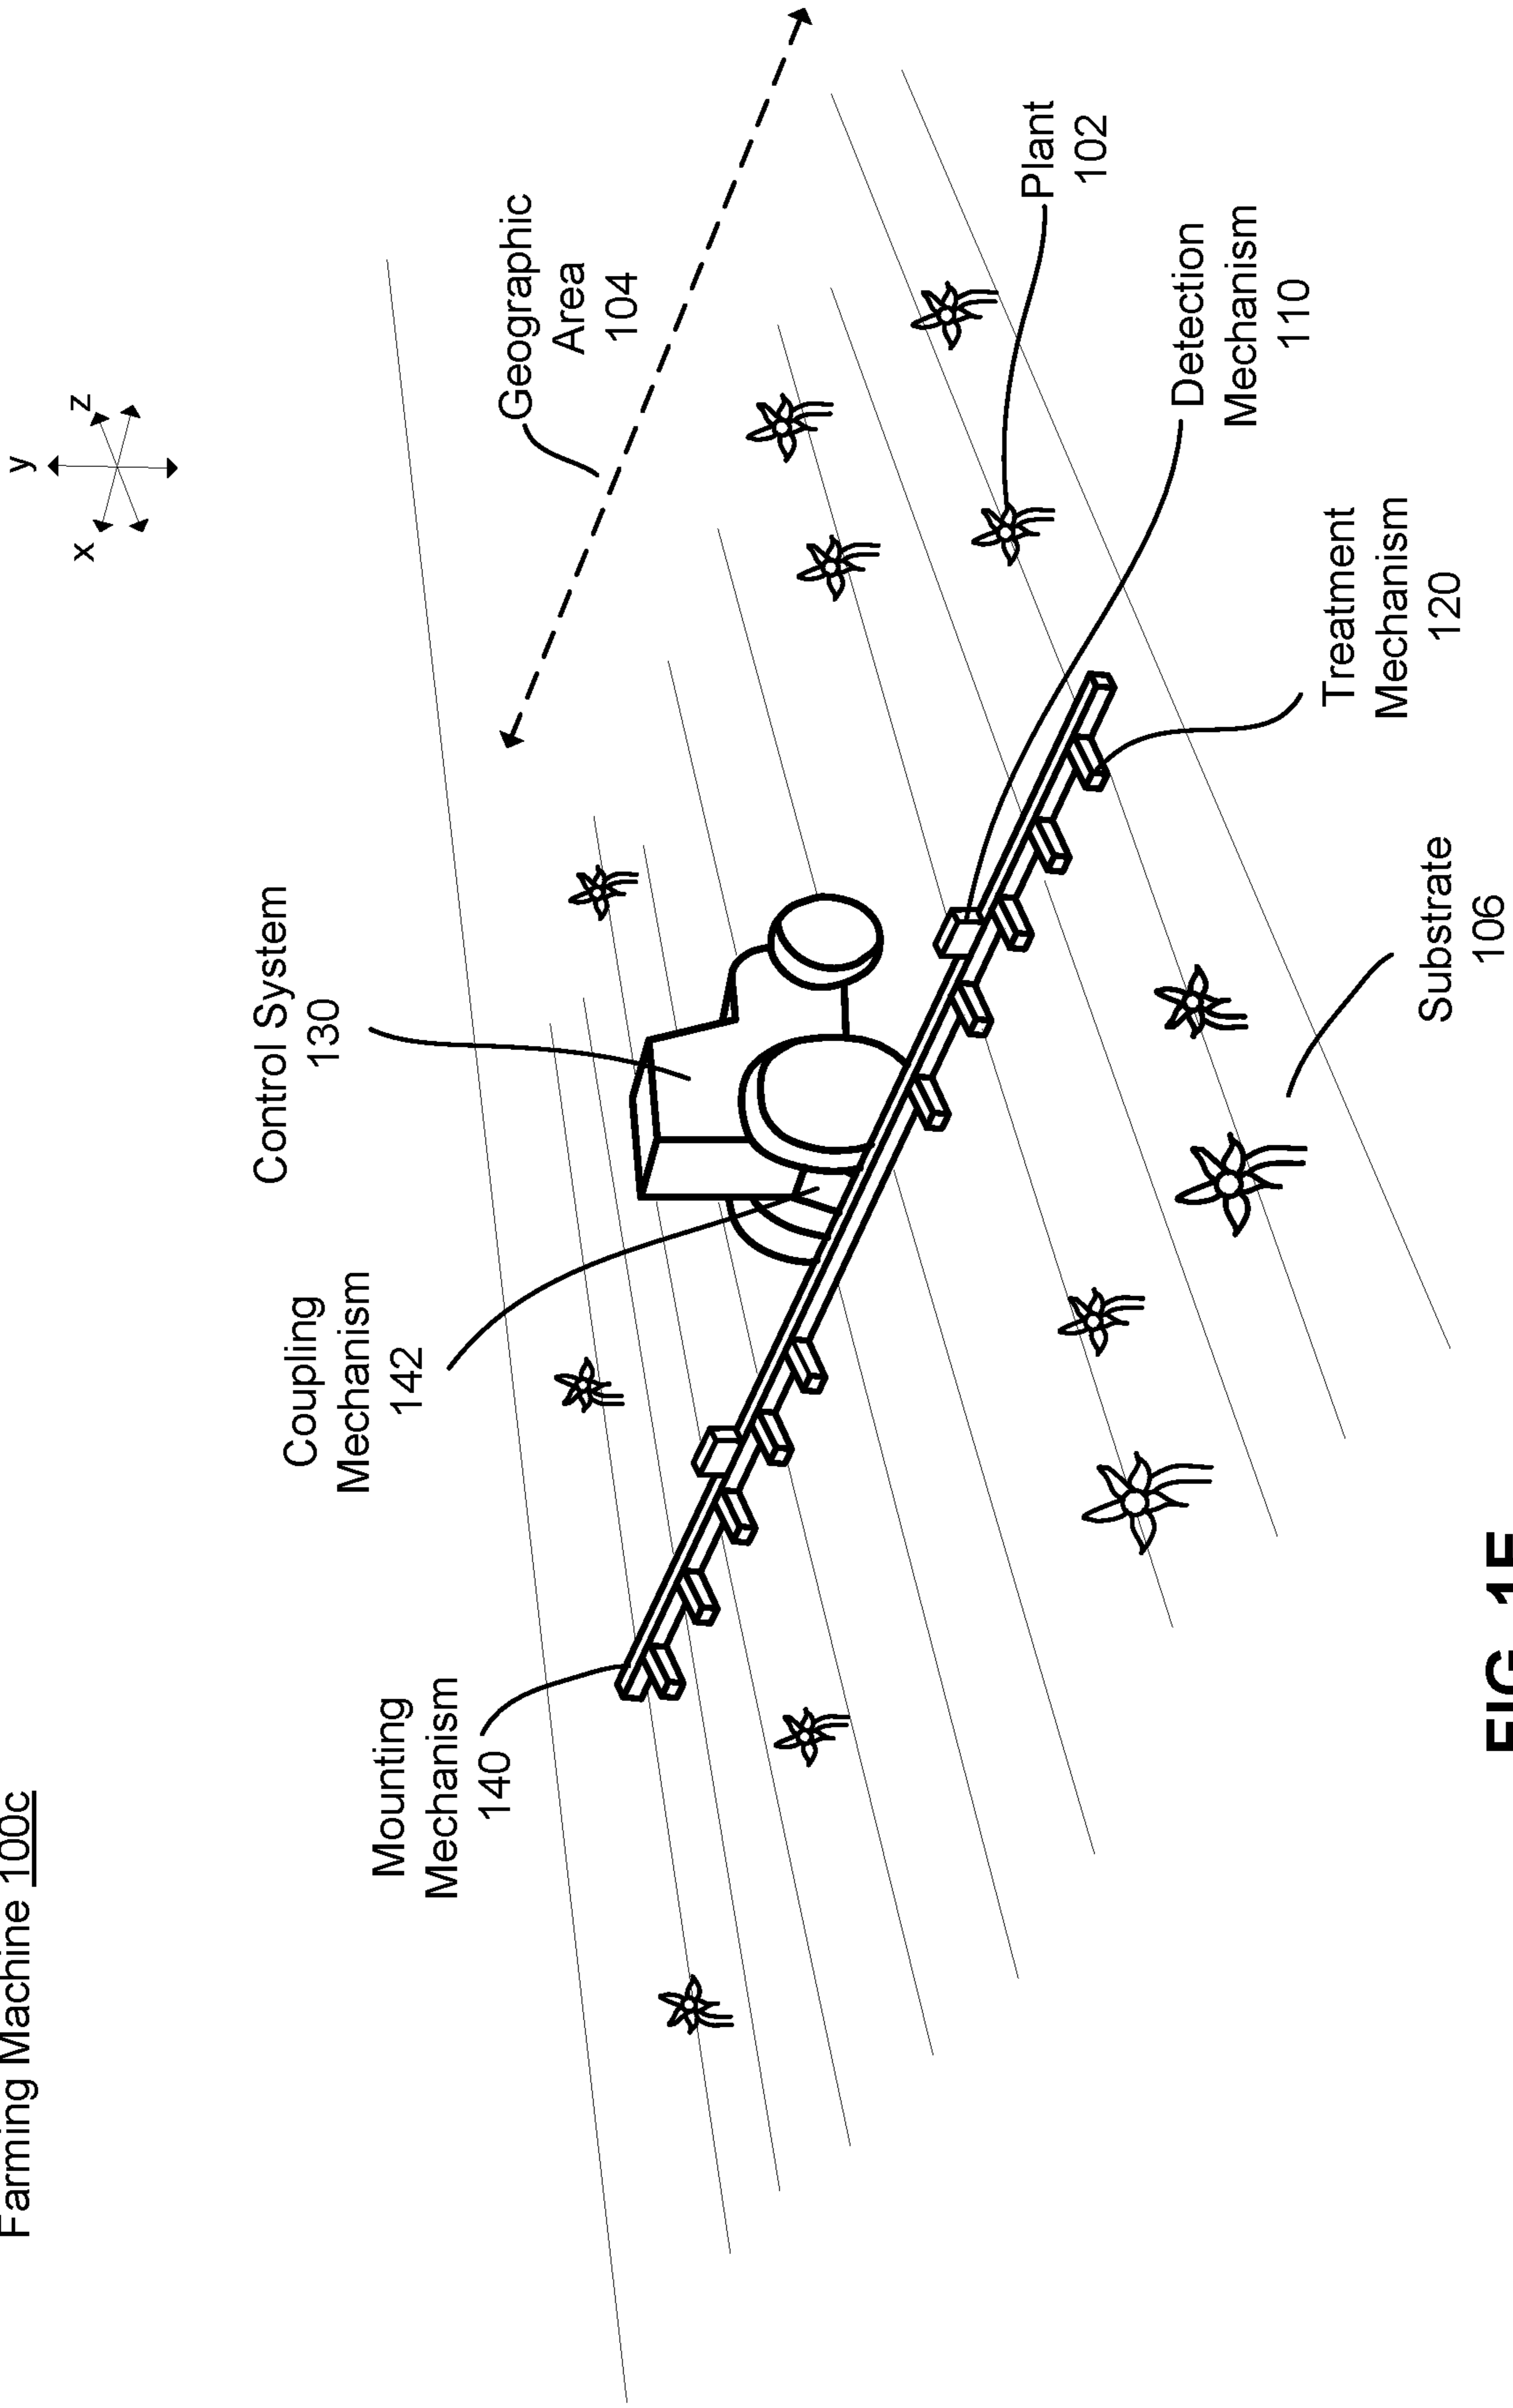 Farming Machine 100c
y
x
z
Control System
130
Coupling
Mechanism
142
Mounting
Mechanism
140
Geographic
Area
104
Plant
102
Detection
Mechanism
110
Treatment
Mechanism
120
Substrate
106
FIG